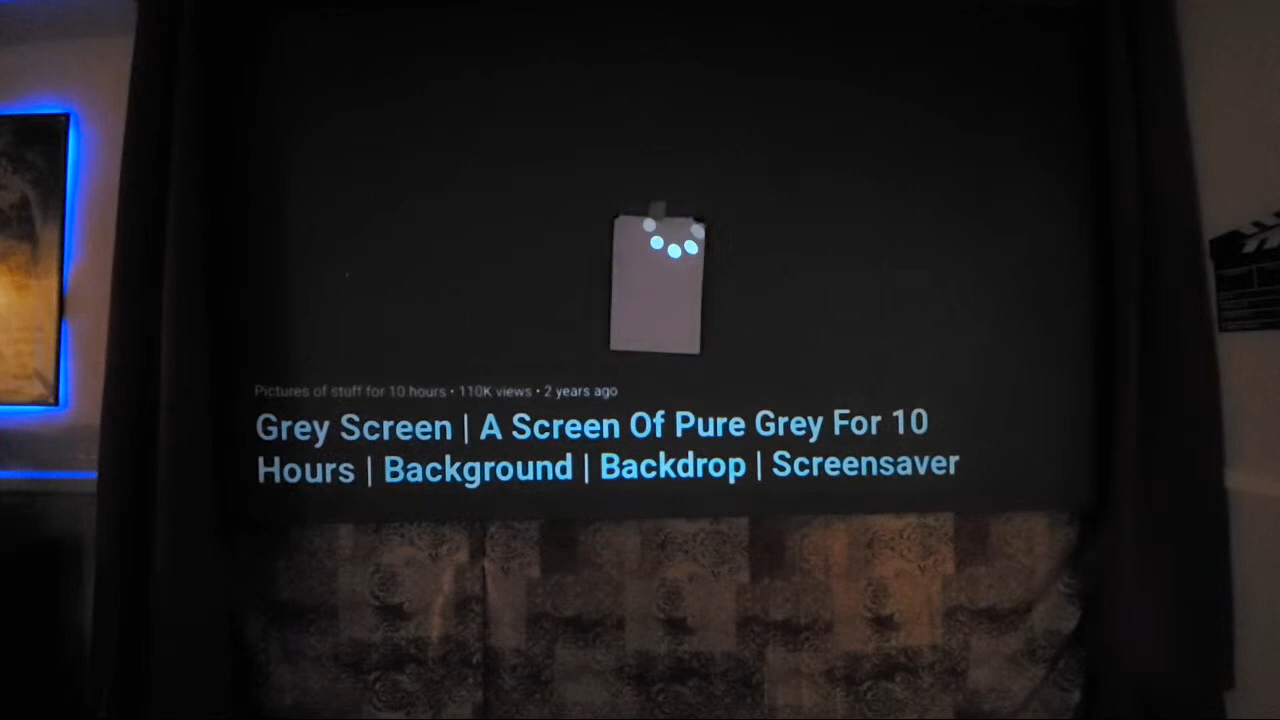 Pictures of stuff for 10 hours • 110K views • 2 years ago
Grey Screen | A Screen Of Pure Grey For 10
Hours | Background | Backdrop | Screensaver